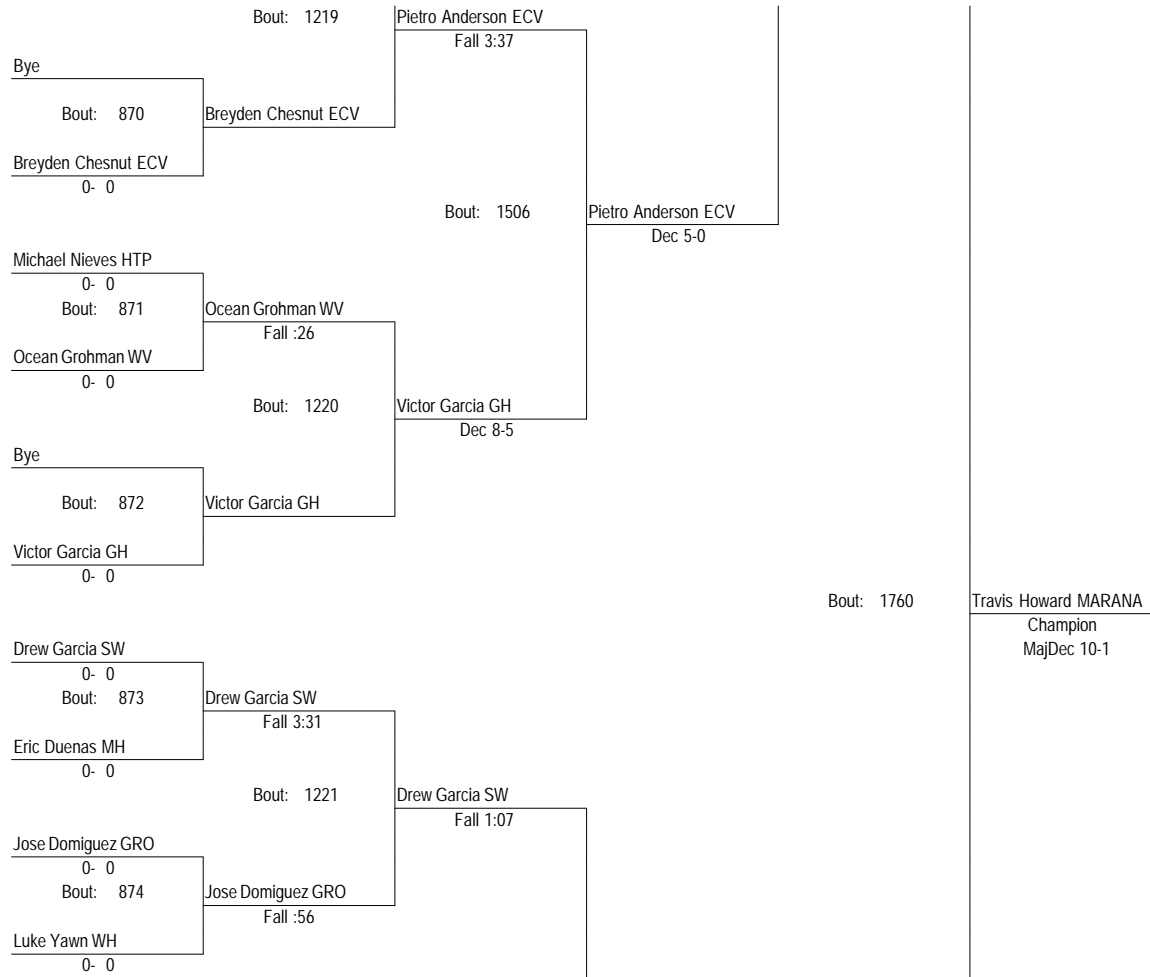 Bout: 1219 Pietro Anderson ECV
Fall 3:37
Bye
Bout: 870 Breyden Chesnut ECV
Breyden Chesnut ECV
0- 0
Bout: 1506 Pietro Anderson ECV
Dec 5-0
Michael Nieves HTP
0- 0
Bout: 871 Ocean Grohman WV
Fall :26
Ocean Grohman WV
0- 0
Bout: 1220 Victor Garcia GH
Dec 8-5
Bye
Bout: 872 Victor Garcia GH
Victor Garcia GH
0- 0
Bout: 1760 Travis Howard MARANA
Champion
MajDec 10-1
Drew Garcia SW
0- 0
Bout: 873 Drew Garcia SW
Fall 3:31
Eric Duenas MH
0- 0
Bout: 1221 Drew Garcia SW
Fall 1:07
Jose Domiguez GRO
0- 0
Bout: 874 Jose Domiguez GRO
Fall :56
Luke Yawn WH
0- 0